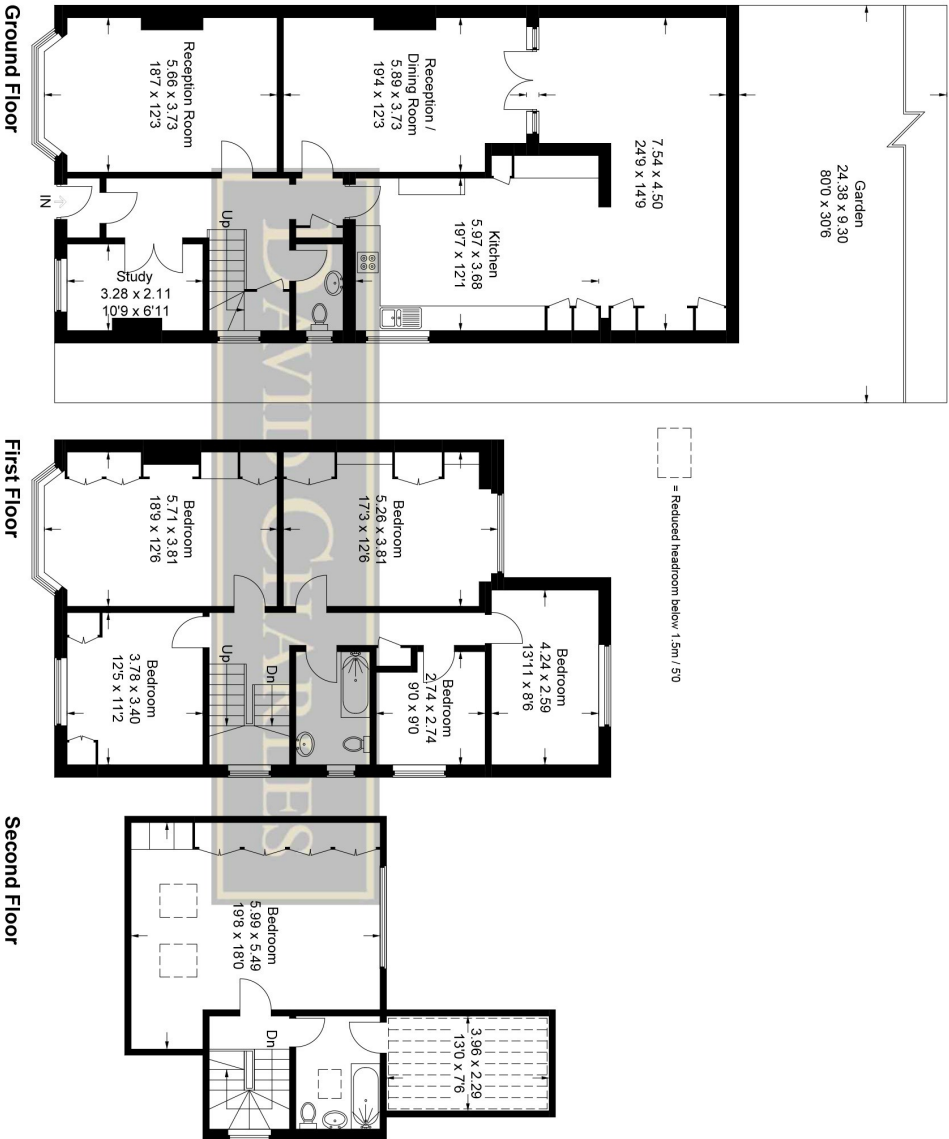 Ground Floor
Reception Room
5.66 x 3.73
18'7 x 12'3
Reception /
Dining Room
5.89 x 3.73
19'4 x 12'3
7.54 x 4.50
24'9 x 14'9
Garden
24.38 x 9.30
80'0 x 30'6
Kitchen
5.97 x 3.68
19'7 x 12'1
Up
IN
Study
3.28 x 2.11
10'9 x 6'11
= Reduced headroom below 1.5m / 5'0
First Floor
Bedroom
5.71 x 3.81
18'9 x 12'6
Bedroom
5.26 x 3.81
17'3 x 12'6
Bedroom
4.24 x 2.59
13'11 x 8'6
Bedroom
2.74 x 2.74
9'0 x 9'0
Dn
Up
Bedroom
3.78 x 3.40
12'5 x 11'2
Second Floor
Bedroom
5.99 x 5.49
19'8 x 18'0
Dn
3.96 x 2.29
13'0 x 7'6
DAVID CHARLES